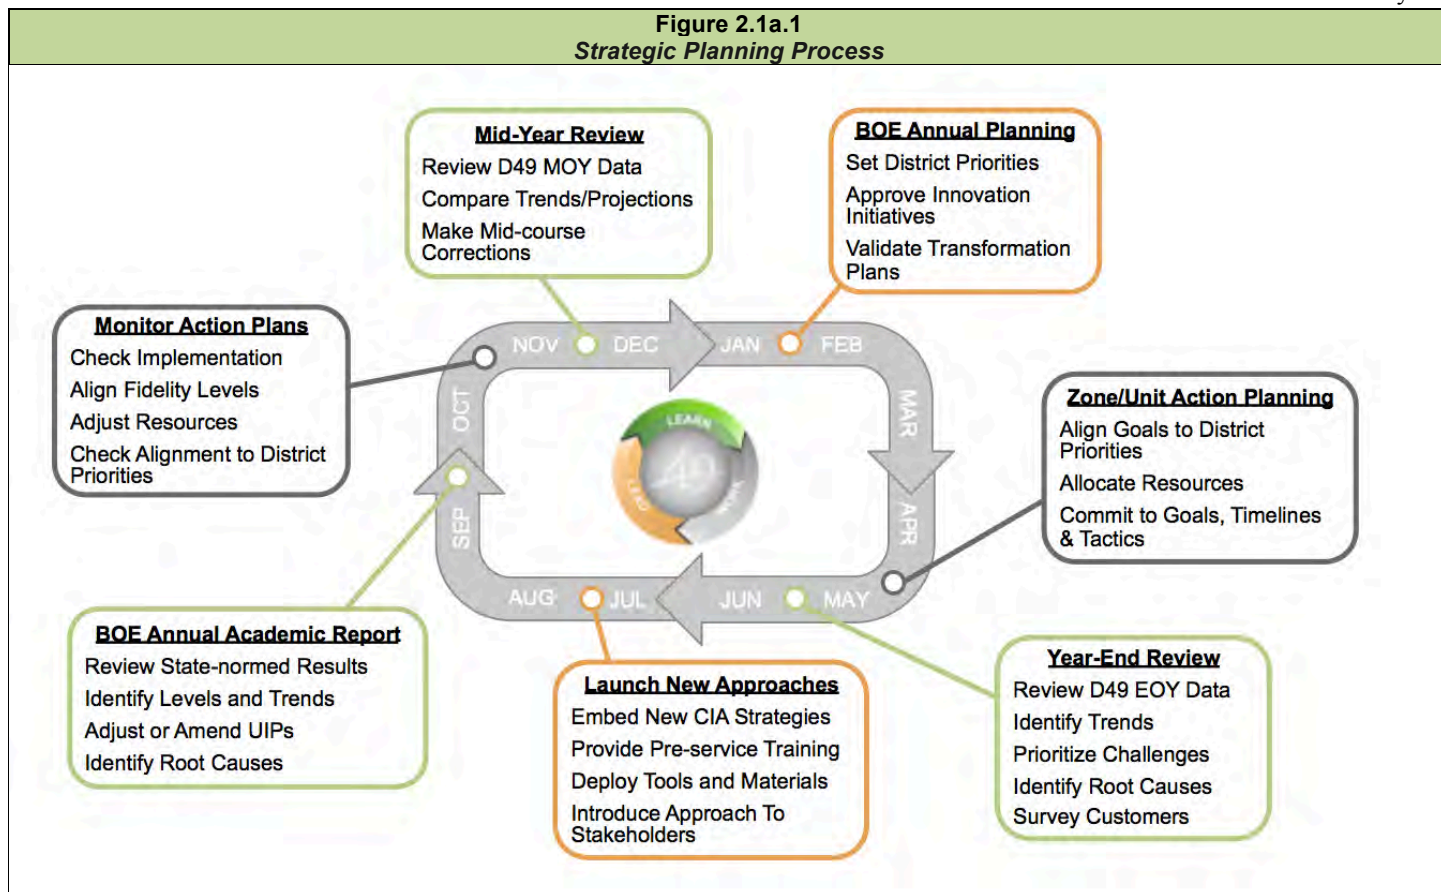 Figure 2.1a.1
Strategic Planning Process
Mid-Year Review
Review D49 MOY Data
Compare Trends/Projections
Make Mid-course
Corrections
BOE Annual Planning
Set District Priorities
Approve Innovation
Initiatives
Validate Transformation
Plans
Monitor Action Plans
Check Implementation
Align Fidelity Levels
Adjust Resources
Check Alignment to District
Priorities
NOV
DEC
JAN
FEB
MAR
APR
MAY
JUN
JUL
AUG
SEP
OCT
LEARN
WORK
LEAD
49
Zone/Unit Action Planning
Align Goals to District
Priorities
Allocate Resources
Commit to Goals, Timelines
& Tactics
BOE Annual Academic Report
Review State-normed Results
Identify Levels and Trends
Adjust or Amend UIPs
Identify Root Causes
Launch New Approaches
Embed New CIA Strategies
Provide Pre-service Training
Deploy Tools and Materials
Introduce Approach To
Stakeholders
Year-End Review
Review D49 EOY Data
Identify Trends
Prioritize Challenges
Identify Root Causes
Survey Customers